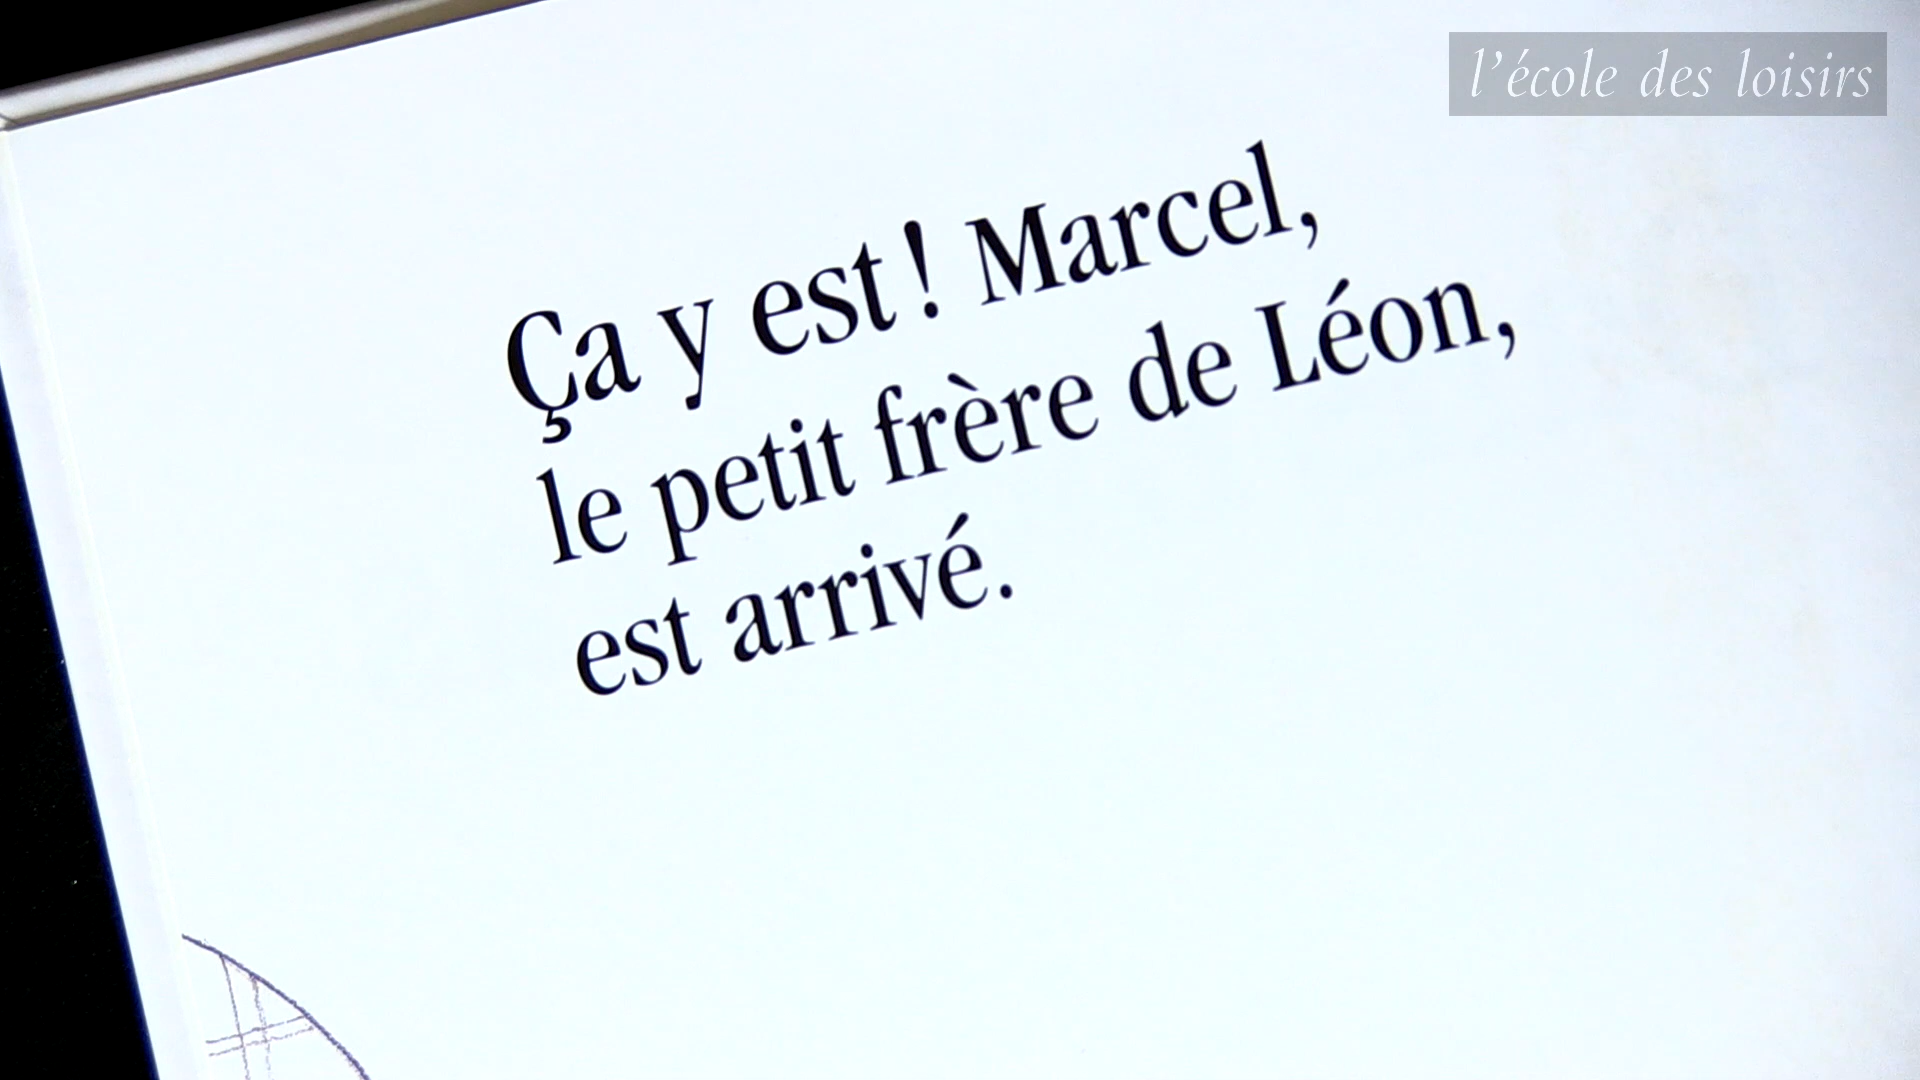 l'école des loisirs
Ça y est ! Marcel,
le petit frère de Léon,
est arrivé.